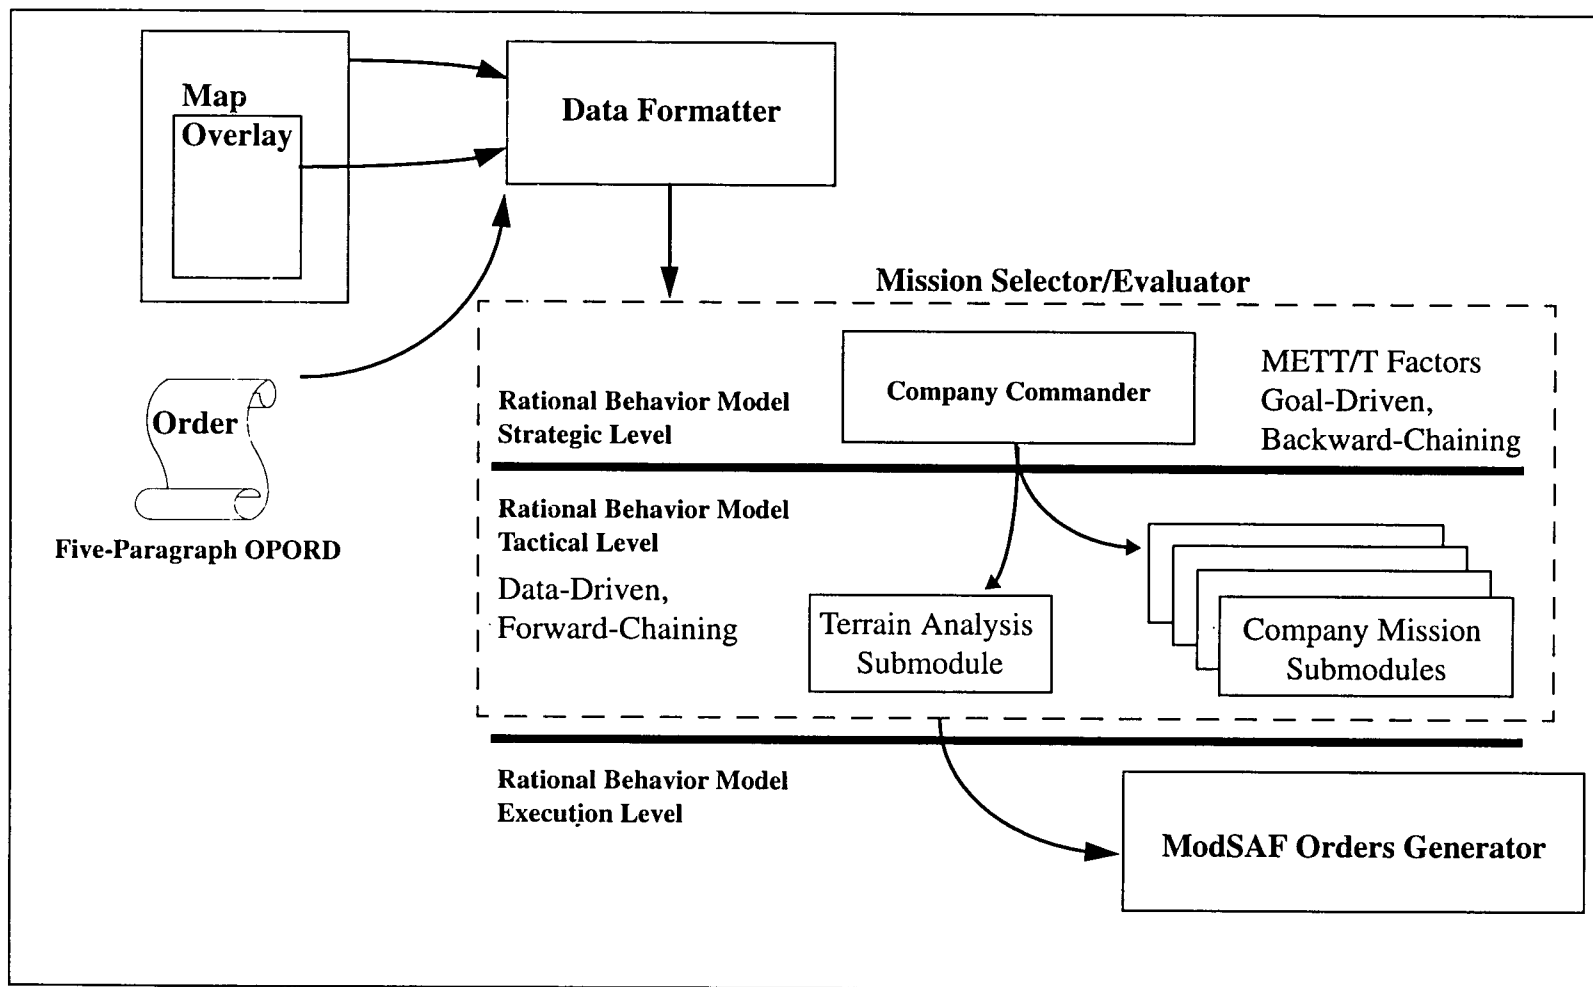 Map
Overlay
Data Formatter
Order
Five-Paragraph OPORD
Mission Selector/Evaluator
Company Commander
METT/T Factors
Goal-Driven,
Backward-Chaining
Rational Behavior Model
Strategic Level
Rational Behavior Model
Tactical Level
Data-Driven,
Forward-Chaining
Terrain Analysis
Submodule
Company Mission
Submodules
Rational Behavior Model
Execution Level
ModSAF Orders Generator